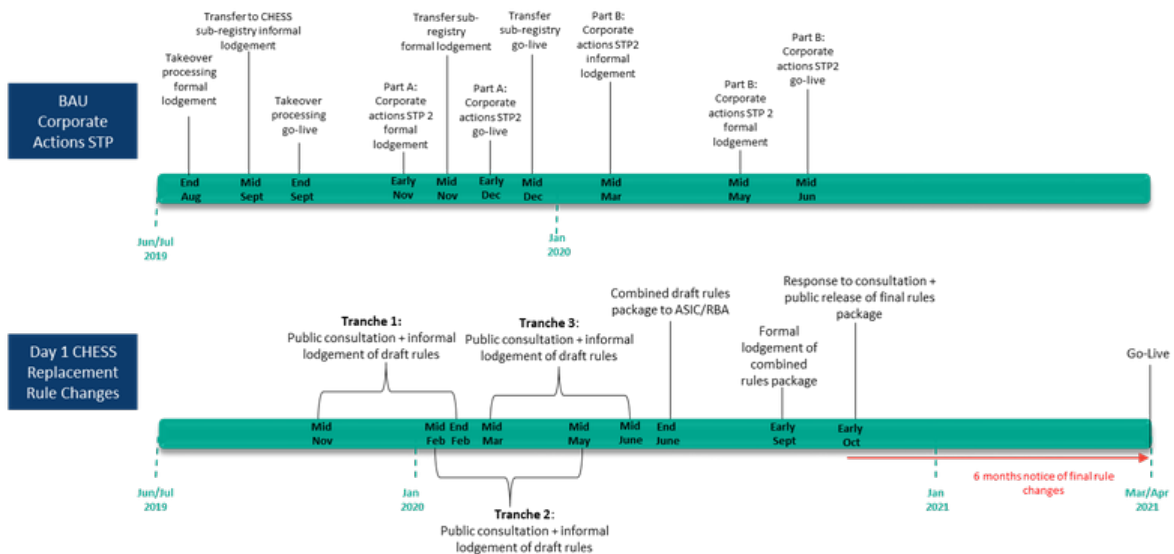 BAU
Corporate
Actions STP
Takeover
processing
formal
lodgement
Transfer to CHESS
sub-registry informal
lodgement
Takeover
processing
go-live
Part A:
Corporate
actions STP 2
formal
lodgement
Transfer sub-
registry
formal lodgement
Part A:
Corporate
actions STP2
go-live
Transfer sub-
registry
go-live
Part B:
Corporate
actions STP2
informal
lodgement
Part B:
Corporate
actions STP 2
formal
lodgement
Part B:
Corporate
actions STP2
go-live
End
Aug
Mid
Sept
End
Sept
Early
Nov
Mid
Nov
Early
Dec
Mid
Dec
Mid
Mar
Mid
May
Mid
Jun
Jun/Jul
2019
Jan
2020
Day 1 CHESS
Replacement
Rule Changes
Tranche 1:
Public consultation + informal
lodgement of draft rules
Tranche 3:
Public consultation + informal
lodgement of draft rules
Combined draft rules
package to ASIC/RBA
Formal
lodgement of
combined
rules package
Response to consultation +
public release of final rules
package
Go-Live
Mid
Nov
Mid
Feb
End
Feb
Mid
Mar
Mid
May
Mid
June
End
June
Early
Sept
Early
Oct
Jun/Jul
2019
Jan
2020
Tranche 2:
Public consultation + informal
lodgement of draft rules
Jan
2021
6 months notice of final rule
changes
Mar/Apr
2021